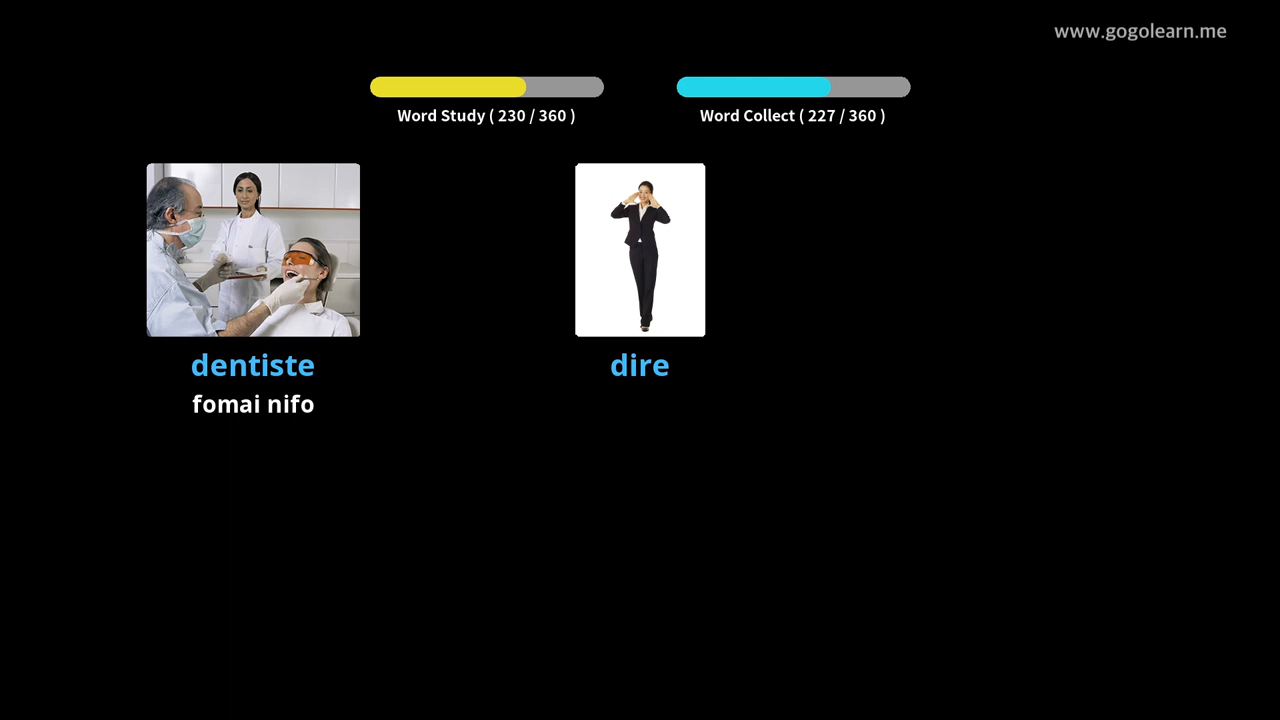 www.gogolearn.me
Word Study ( 230 / 360 )
Word Collect ( 227 / 360 )
dentiste
fomai nifo
dire